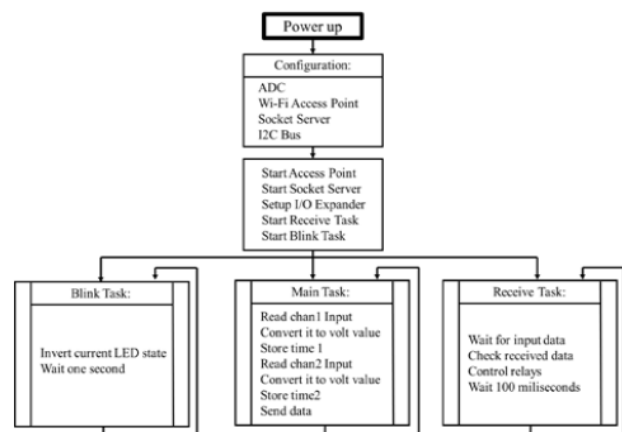 Power up
Configuration:
ADC
Wi-Fi Access Point
Socket Server
I2C Bus
Start Access Point
Start Socket Server
Setup I/O Expander
Start Receive Task
Start Blink Task
Blink Task:
Invert current LED state
Wait one second
Main Task:
Read chan1 Input
Convert it to volt value
Store time 1
Read chan2 Input
Convert it to volt value
Store time2
Send data
Receive Task:
Wait for input data
Check received data
Control relays
Wait 100 miliseconds